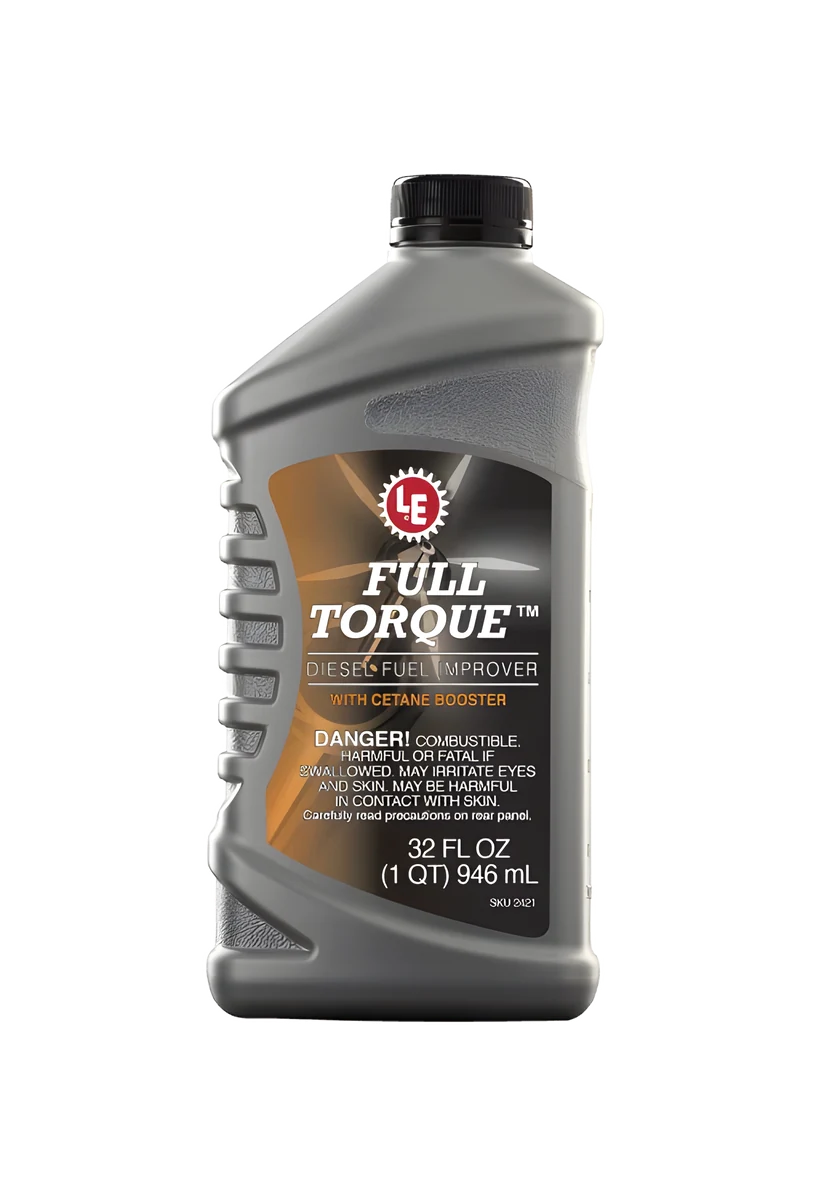 LE
FULL
TORQUE™
DIESEL FUEL IMPROVER
WITH CETANE BOOSTER
DANGER! COMBUSTIBLE,
HARMFUL OR FATAL IF
SWALLOWED. MAY IRRITATE EYES
AND SKIN. MAY BE HARMFUL
IN CONTACT WITH SKIN.
Carefully read precautions on rear panel.
32 FL OZ
(1 QT) 946 mL
SKU 2421